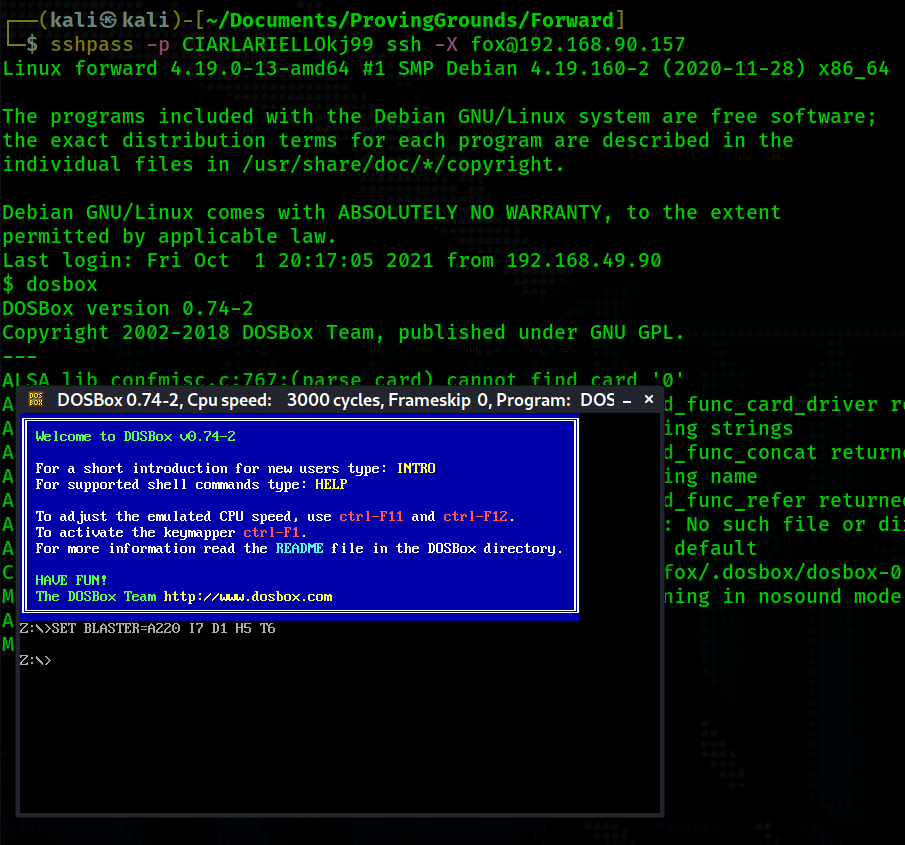 ┌──(kali㉿kali)-[~/Documents/ProvingGrounds/Forward]
└─$ sshpass -p CIARLARIELLOkj99 ssh -X fox@192.168.90.157
Linux forward 4.19.0-13-amd64 #1 SMP Debian 4.19.160-2 (2020-11-28) x86_64
The programs included with the Debian GNU/Linux system are free software;
the exact distribution terms for each program are described in the
individual files in /usr/share/doc/*/copyright.
Debian GNU/Linux comes with ABSOLUTELY NO WARRANTY, to the extent
permitted by applicable law.
Last login: Fri Oct  1 20:17:05 2021 from 192.168.49.90
$ dosbox
DOSBox version 0.74-2
Copyright 2002-2018 DOSBox Team, published under GNU GPL.
---
ALSA lib confmisc.c:767:(parse_card) cannot find card '0'
A d_func_card_driver re
A ing strings
A d_func_concat returne
A ing name
A d_func_refer returned
A : No such file or di
A default
C fox/.dosbox/dosbox-0
M ning in nosound mode
A
M
DOSBox 0.74-2, Cpu speed: 3000 cycles, Frameskip 0, Program: DOS – ×
Welcome to DOSBox v0.74-2
For a short introduction for new users type: INTRO
For supported shell commands type: HELP
To adjust the emulated CPU speed, use ctrl-F11 and ctrl-F12.
To activate the keymapper ctrl-F1.
For more information read the README file in the DOSBox directory.
HAVE FUN!
The DOSBox Team http://www.dosbox.com
Z:\>SET BLASTER=A220 I7 D1 H5 T6
Z:\>